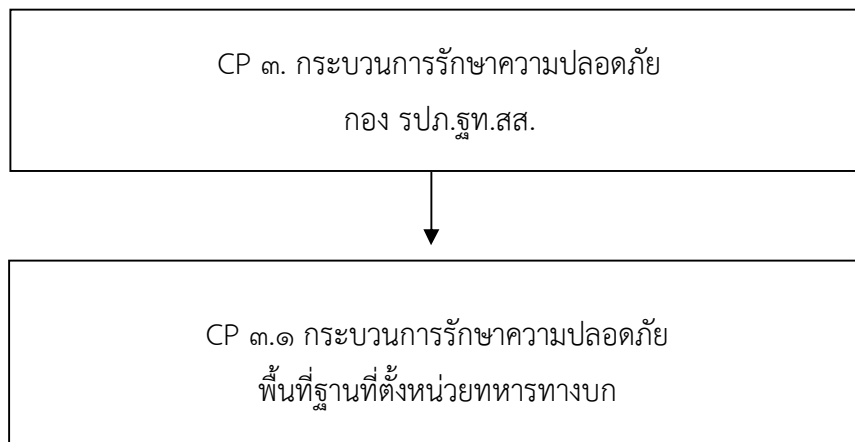 CP ๓. กระบวนการรักษาความปลอดภัย
กอง รปภ.ฐท.สส.
CP ๓.๑ กระบวนการรักษาความปลอดภัย
พื้นที่ฐานที่ตั้งหน่วยทหารทางบก